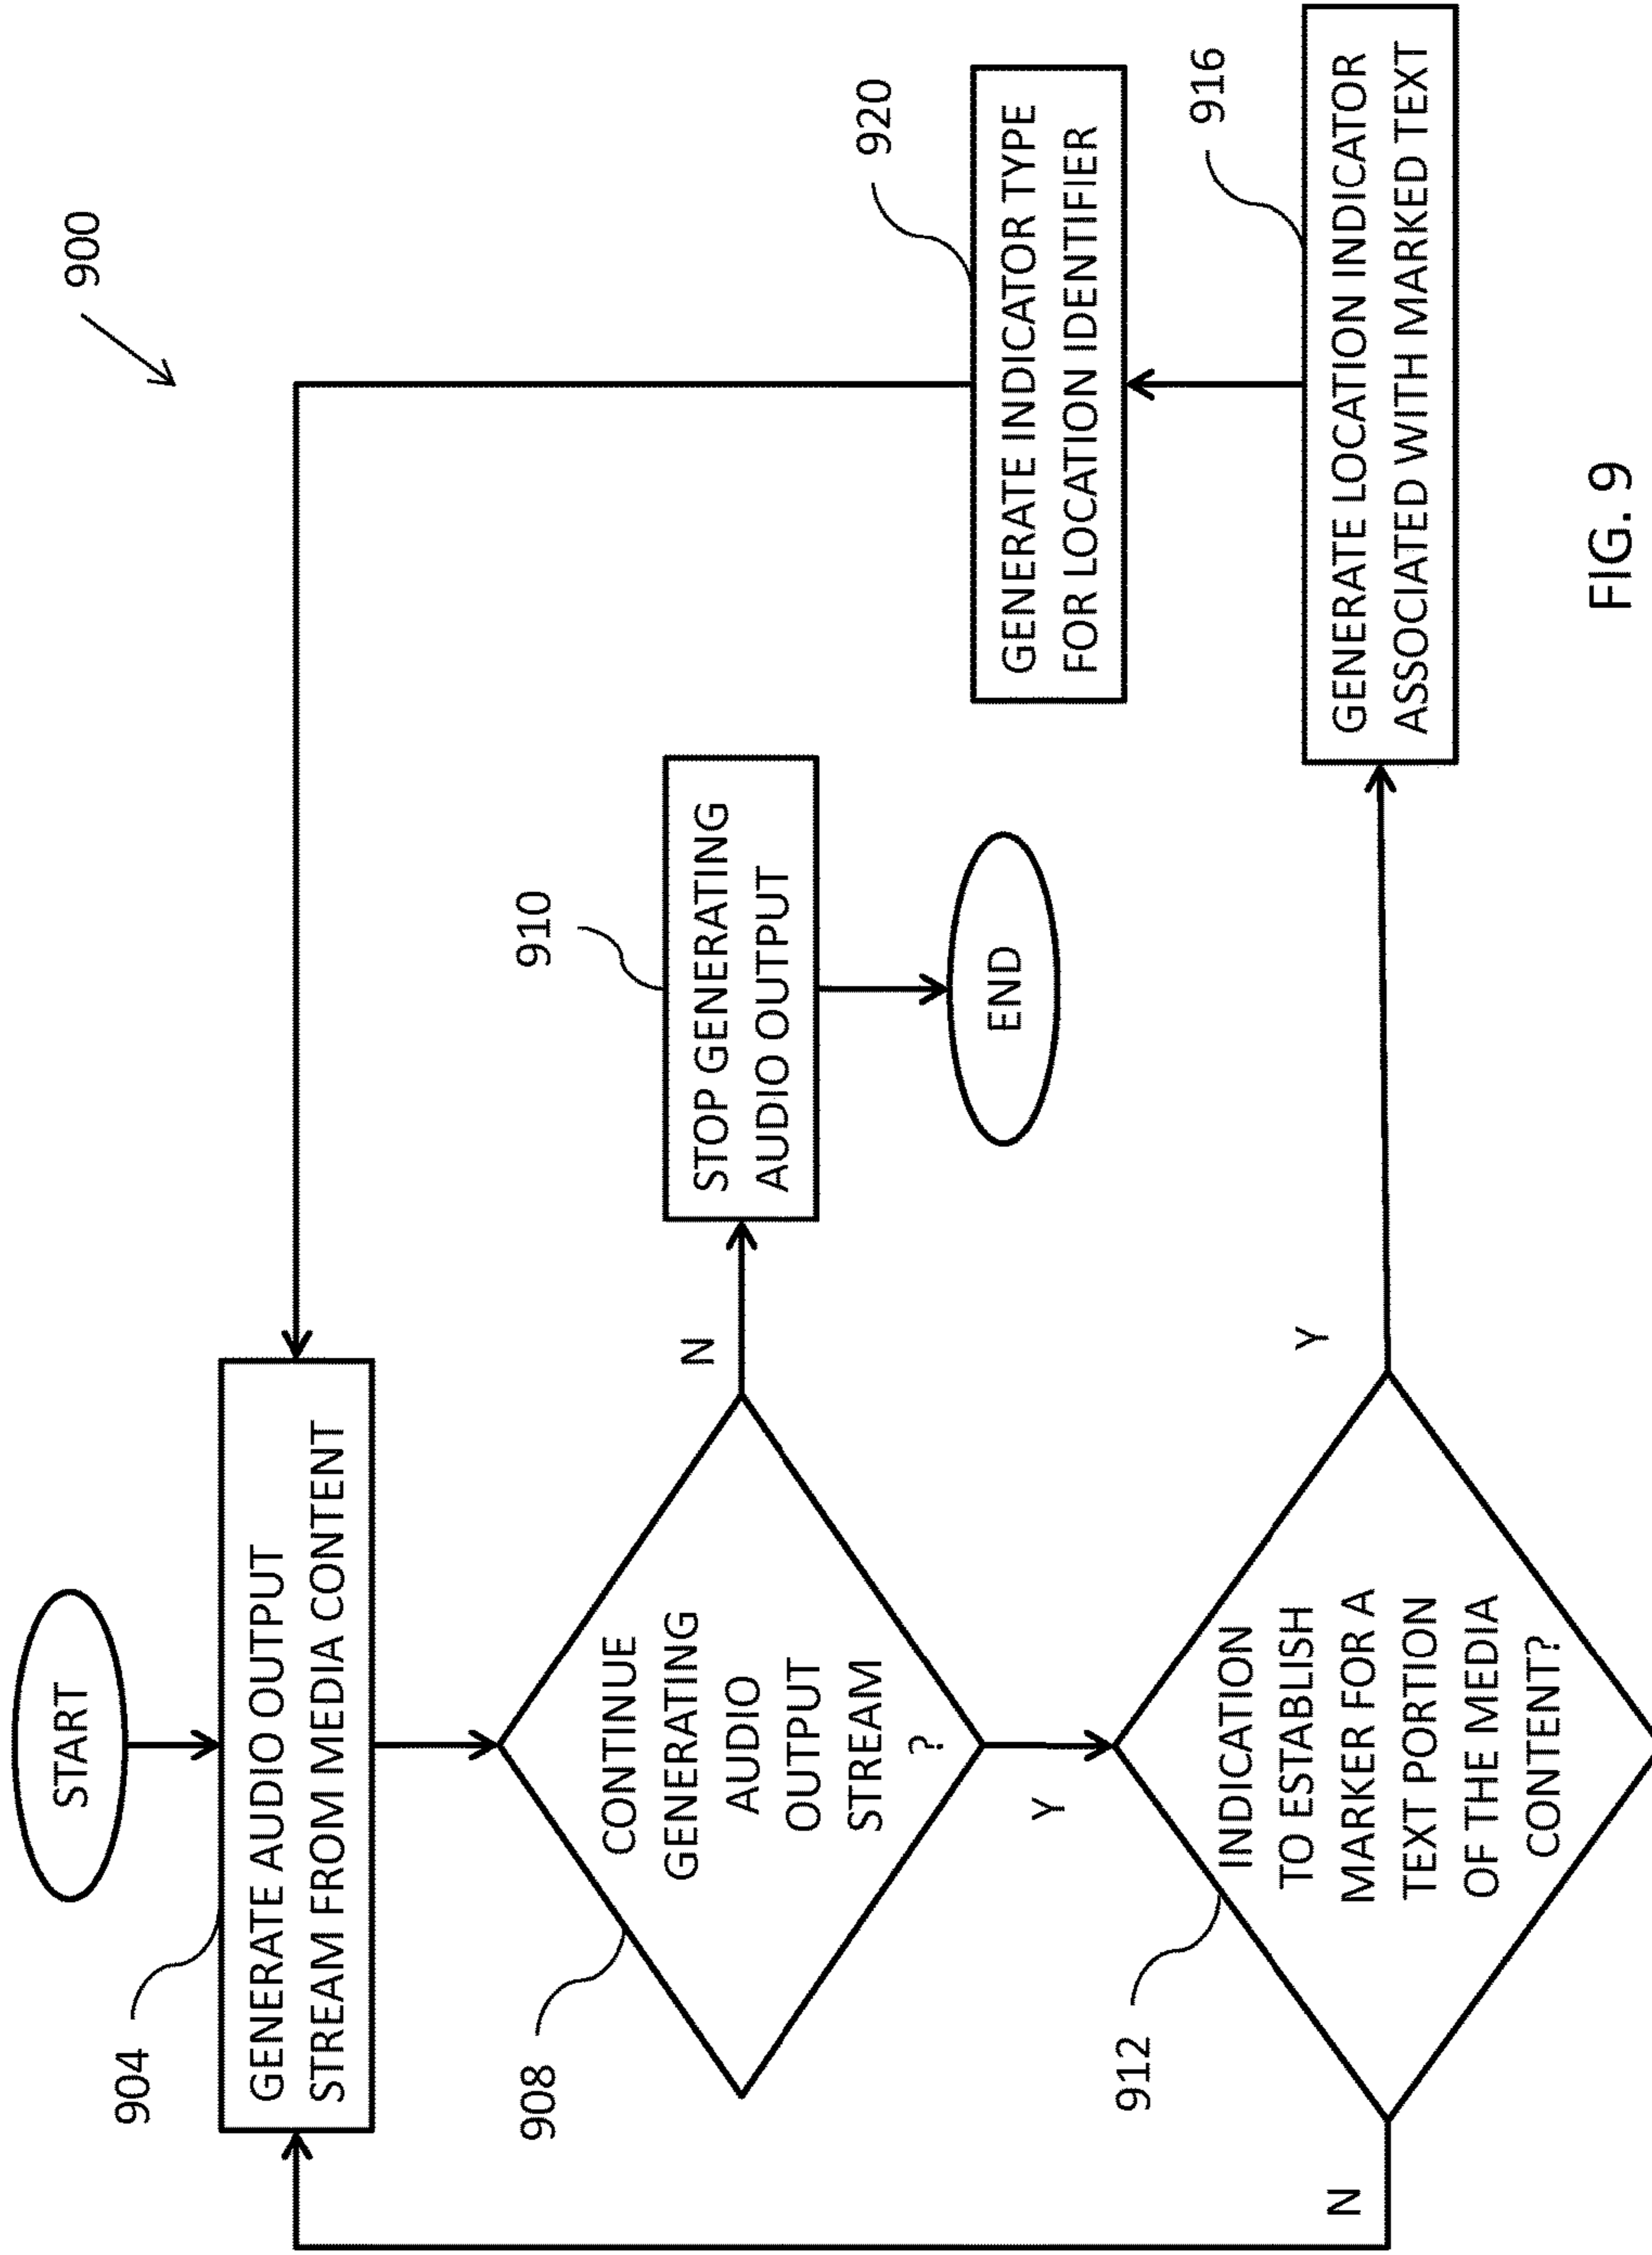 900
START
904
GENERATE AUDIO OUTPUT
STREAM FROM MEDIA CONTENT
908
CONTINUE
GENERATING
AUDIO
OUTPUT
STREAM
?
N
910
STOP GENERATING
AUDIO OUTPUT
END
Y
912
INDICATION
TO ESTABLISH
MARKER FOR A
TEXT PORTION
OF THE MEDIA
CONTENT?
N
Y
920
GENERATE INDICATOR TYPE
FOR LOCATION IDENTIFIER
916
GENERATE LOCATION INDICATOR
ASSOCIATED WITH MARKED TEXT
FIG. 9